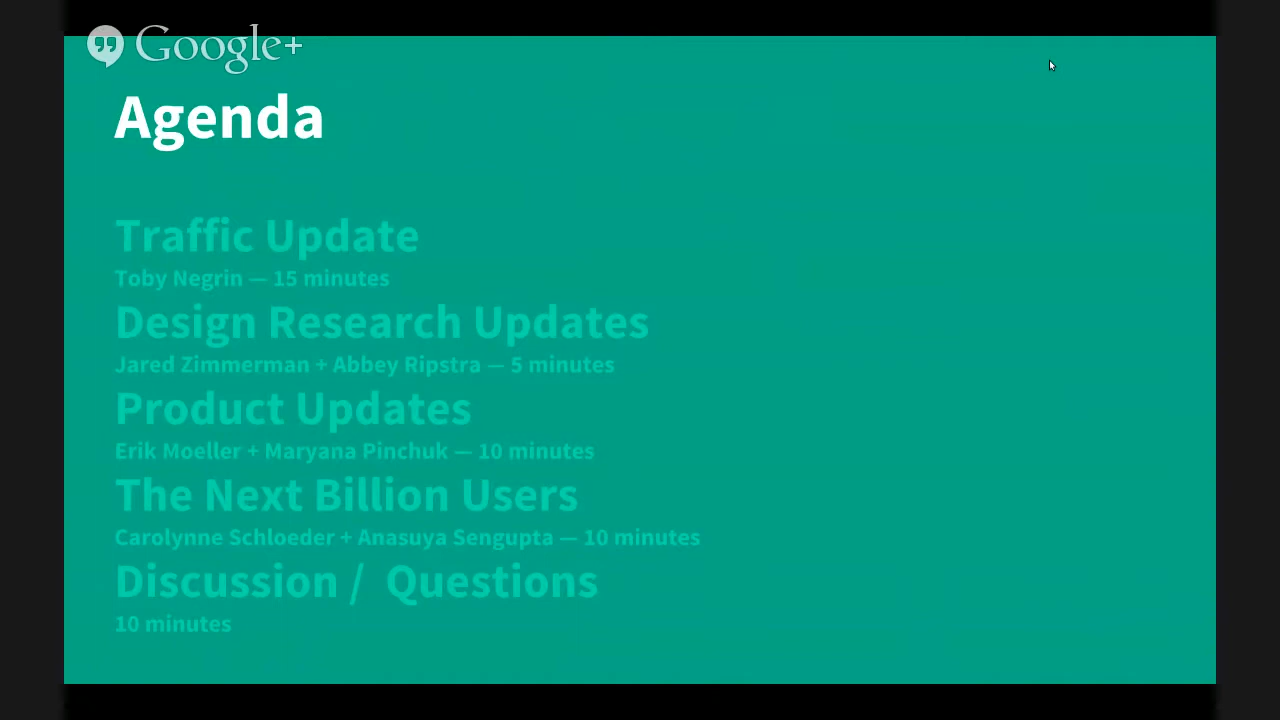 Google+
Agenda
Traffic Update
Toby Negrin — 15 minutes
Design Research Updates
Jared Zimmerman + Abbey Ripstra — 5 minutes
Product Updates
Erik Moeller + Maryana Pinchuk — 10 minutes
The Next Billion Users
Carolynne Schloeder + Anasuya Sengupta — 10 minutes
Discussion /  Questions
10 minutes